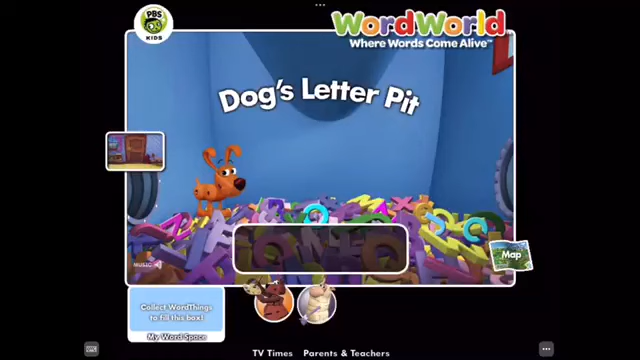 PBS
KIDS
WordWorld
Where Words Come Alive™
Dog's Letter Pit
MUSIC
Map
Collect WordThings
to fill this box!
My Word Space
TV Times Parents & Teachers